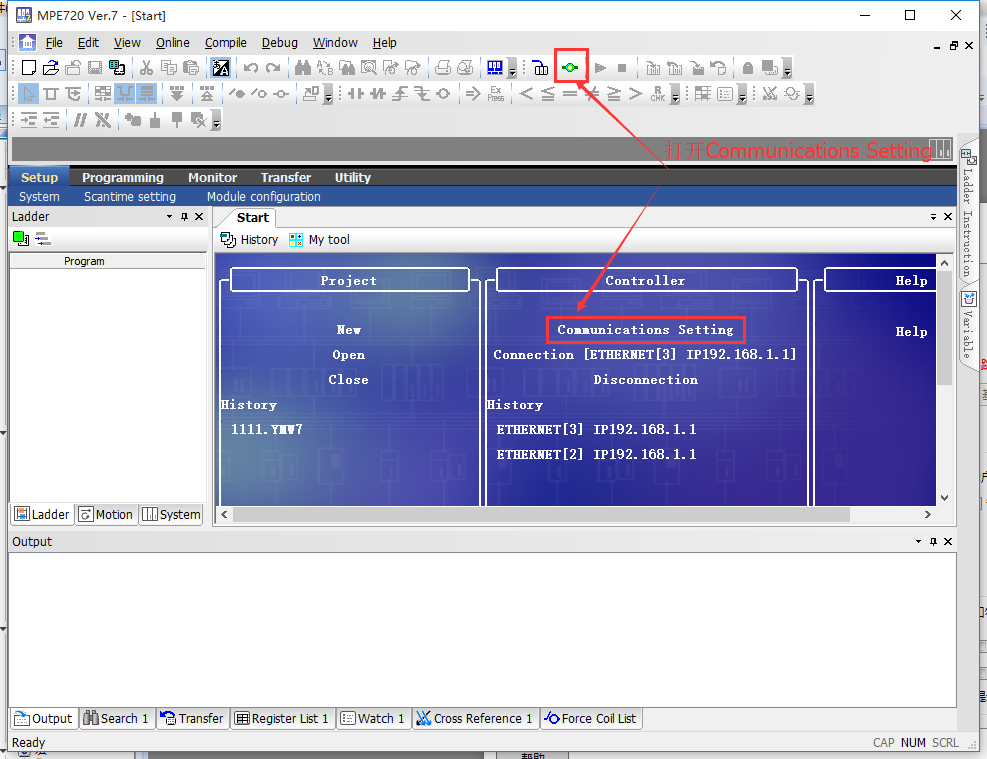 MPE720 Ver.7 - [Start]
File Edit View Online Compile Debug Window Help
打开Communications Setting
Setup Programming Monitor Transfer Utility
System Scantime setting Module configuration
Ladder
Start
History My tool
Program
Project Controller Help
New Communications Setting Help
Open Connection [ETHERNET[3] IP192.168.1.1]
Close Disconnection
History History
1111.YMW7 ETHERNET[3] IP192.168.1.1
ETHERNET[2] IP192.168.1.1
Ladder Motion System
Ladder Instruction
Variable
Output
Output Search 1 Transfer Register List 1 Watch 1 Cross Reference 1 Force Coil List
Ready CAP NUM SCRL